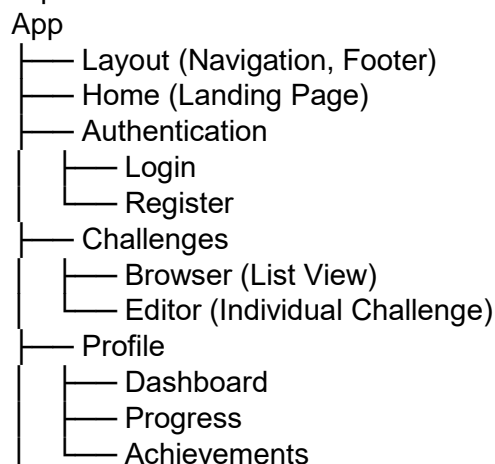 App
├── Layout (Navigation, Footer)
├── Home (Landing Page)
├── Authentication
│   ├── Login
│   └── Register
├── Challenges
│   ├── Browser (List View)
│   └── Editor (Individual Challenge)
├── Profile
│   ├── Dashboard
│   ├── Progress
│   └── Achievements